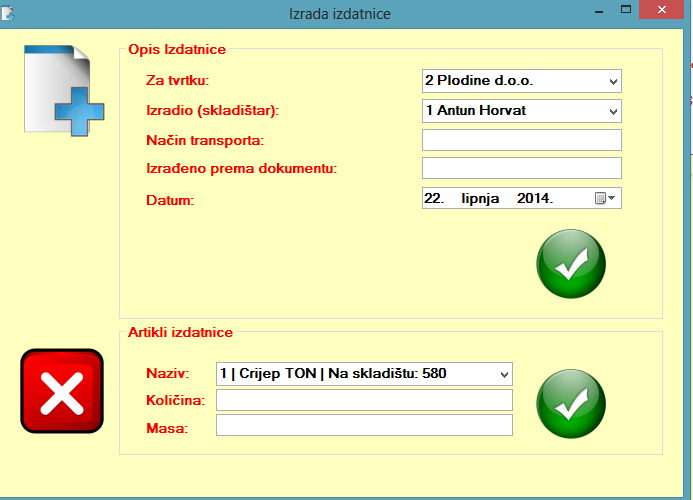 Izrada izdatnice
Opis Izdatnice
Za tvrtku: 2 Plodine d.o.o.
Izradio (skladištar): 1 Antun Horvat
Način transporta:
Izrađeno prema dokumentu:
Datum: 22. lipnja 2014.
Artikli izdatnice
Naziv: 1 | Crijep TON | Na skladištu: 580
Količina:
Masa: